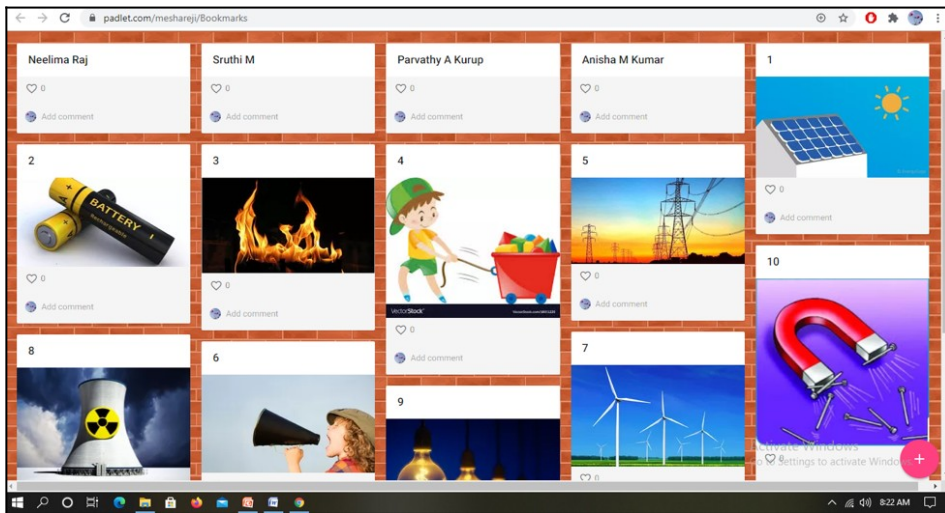 padlet.com/meshareji/Bookmarks
Neelima Raj
Sruthi M
Parvathy A Kurup
Anisha M Kumar
1
0
0
0
0
Add comment
Add comment
Add comment
Add comment
2
3
4
5
0
Add comment
BATTERY
Rechargeable
10
0
0
0
Add comment
Add comment
Add comment
VectorStock
0
Add comment
8
6
7
9
Activate Windows
Go to Settings to activate Windows.
0
0
8:22 AM